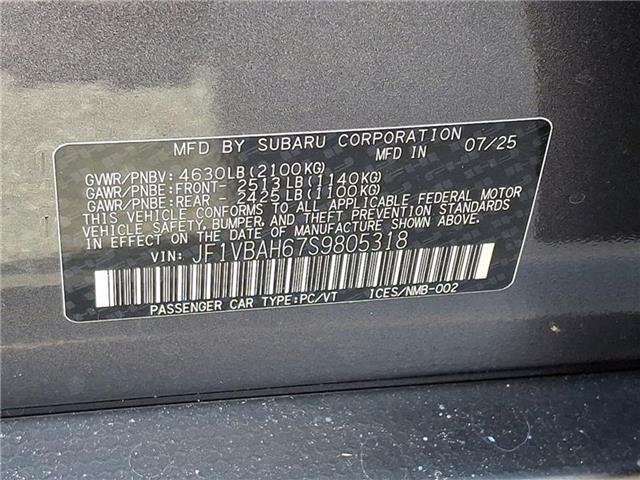 MFD BY SUBARU CORPORATION
MFD IN 07/25
GVWR/PNBV: 4630LB(2100KG)
GAWR/PNBE:FRONT- 2513LB(1140KG)
GAWR/PNBE:REAR - 2425LB(1100KG)
THIS VEHICLE CONFORMS TO ALL APPLICABLE FEDERAL MOTOR
VEHICLE SAFETY, BUMPER, AND THEFT PREVENTION STANDARDS
IN EFFECT ON THE DATE OF MANUFACTURE SHOWN ABOVE.
VIN: JF1VBAH67S9805318
PASSENGER CAR TYPE:PC/VT ICES/NMB-002